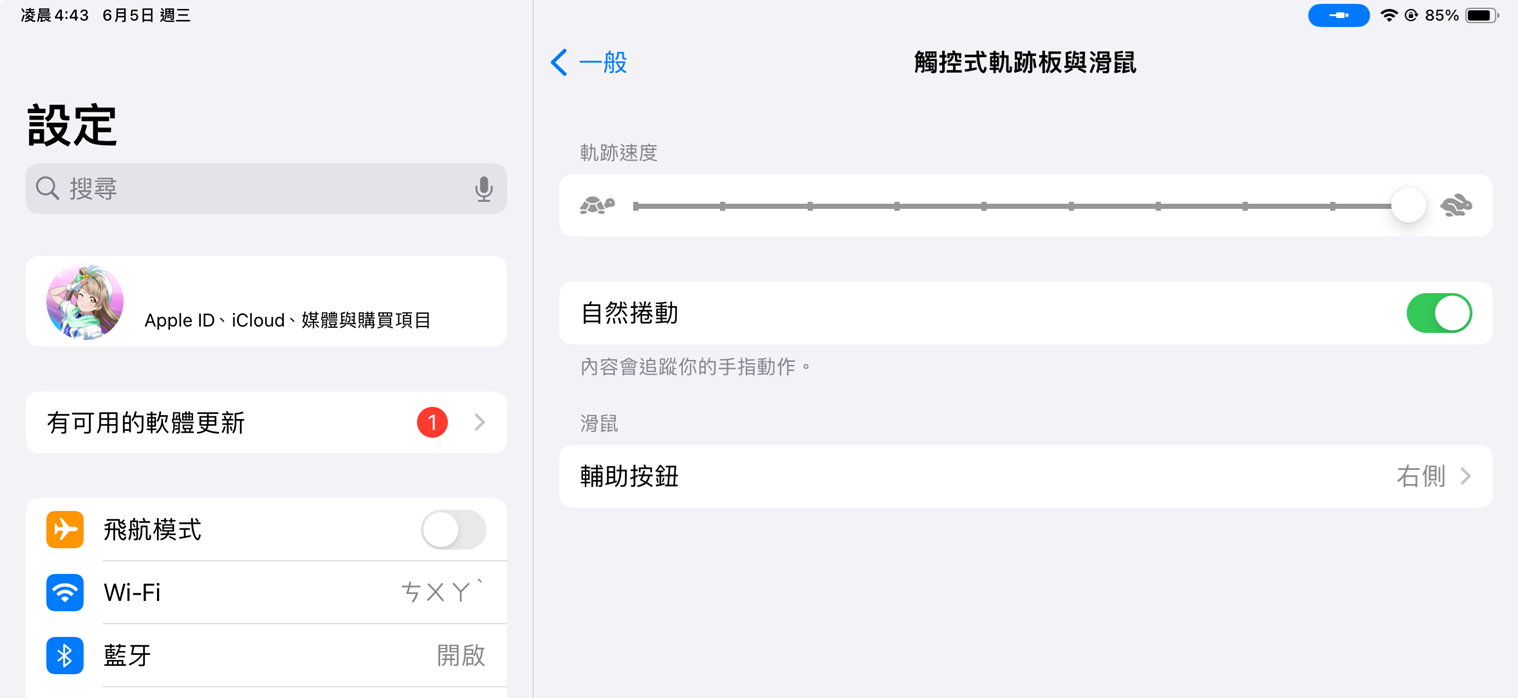 凌晨4:43 6月5日 週三
85%
設定
搜尋
Apple ID、iCloud、媒體與購買項目
有可用的軟體更新
1
飛航模式
Wi-Fi
ㄘㄨㄚˋ
藍牙
開啟
一般
觸控式軌跡板與滑鼠
軌跡速度
自然捲動
內容會追蹤你的手指動作。
滑鼠
輔助按鈕
右側